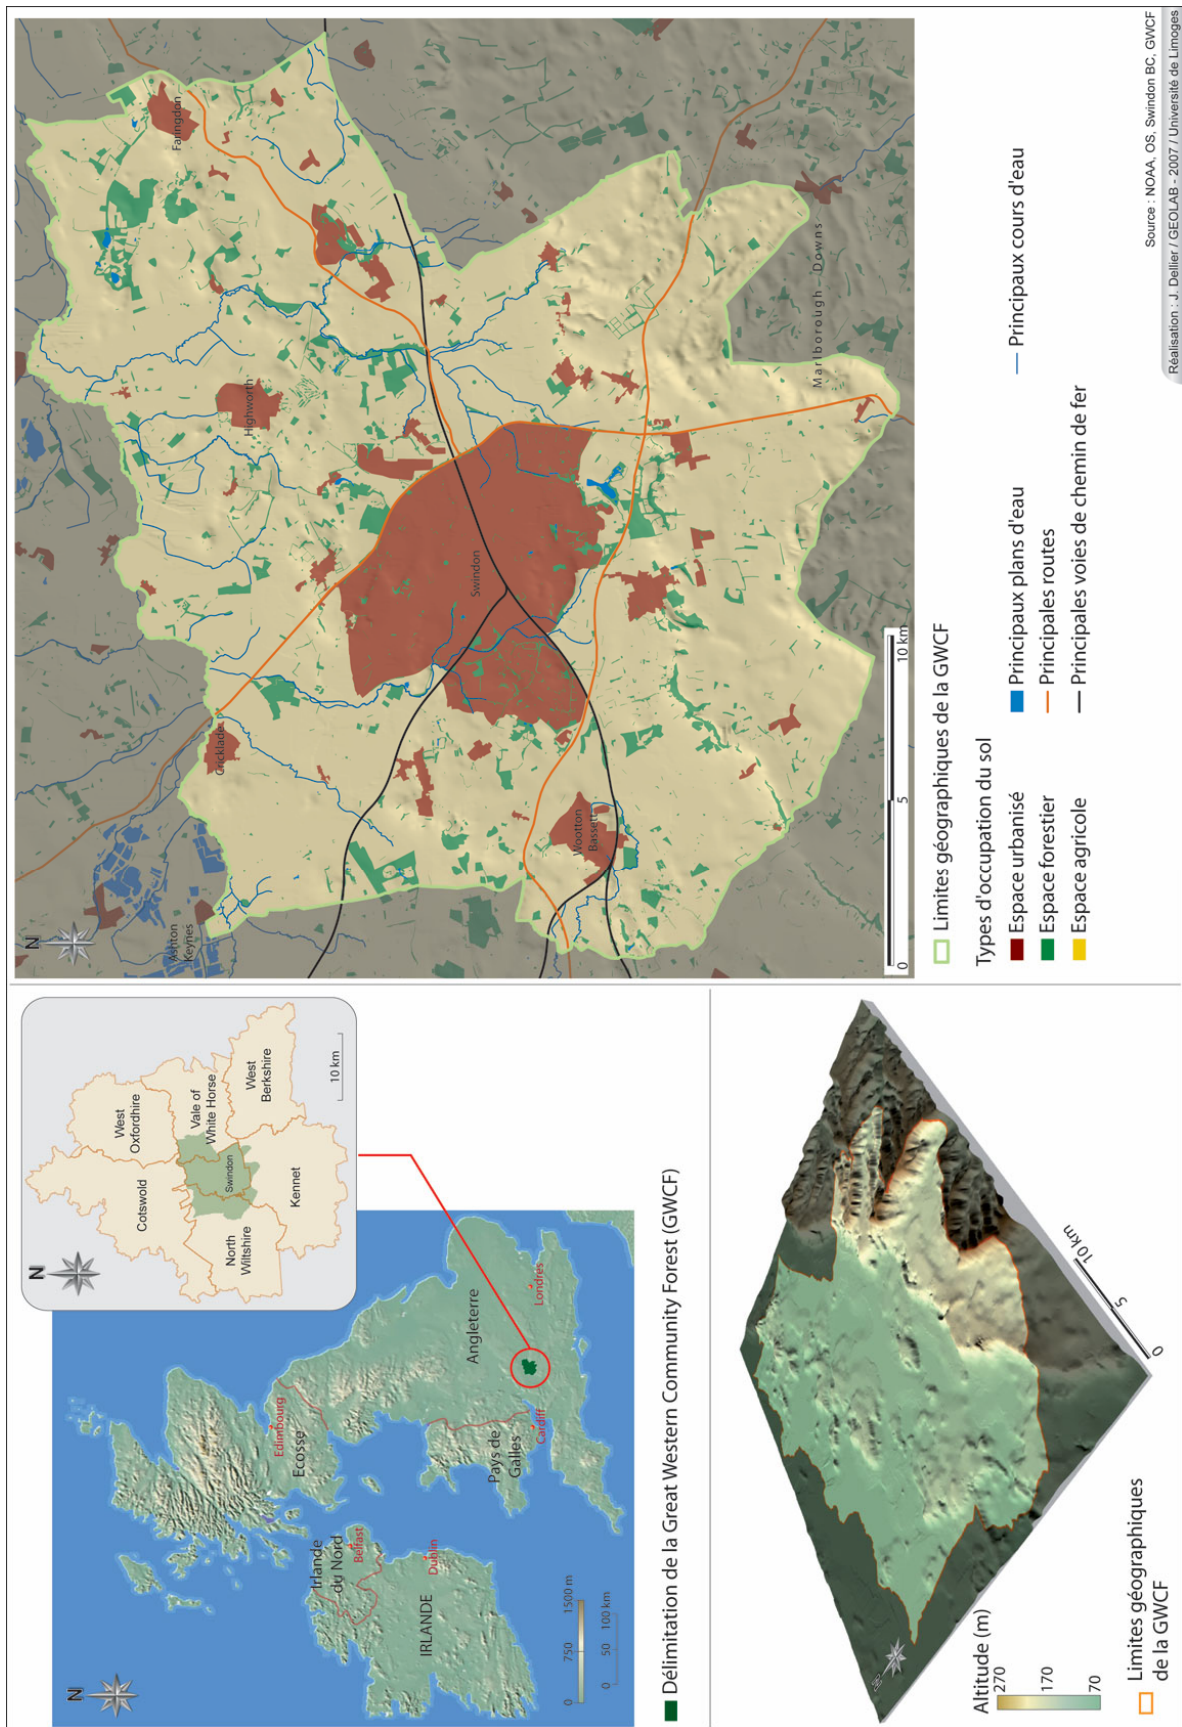 N
Cotswold
West
Oxfordhire
Vale of
White Horse
North
Wiltshire
Swindon
West
Berkshire
Kennet
10 km
N
Edimbourg
Ecosse
Irlande
du Nord
Belfast
Dublin
IRLANDE
Angleterre
Pays de
Galles
Cardiff
Londres
0 750 1500 m
0 50 100 km
Délimitation de la Great Western Community Forest (GWCF)
N
Altitude (m)
270
170
70
Limites géographiques
de la GWCF
0 5 10 km
N
Ashton
Keynes
Cricklade
Highworth
Faringdon
Swindon
Wootton
Bassett
Marlborough - Downs
0 5 10 km
Limites géographiques de la GWCF
Types d'occupation du sol
Espace urbanisé
Espace forestier
Espace agricole
Principaux plans d'eau
Principales routes
Principales voies de chemin de fer
Principaux cours d'eau
Source : NOAA, OS, Swindon BC, GWCF
Réalisation : J. Dellier / GEOLAB - 2007 / Université de Limoges